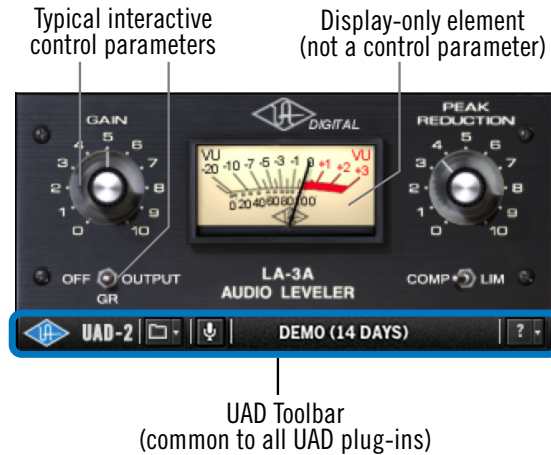 Typical interactive
control parameters
Display-only element
(not a control parameter)
GAIN
0 1 2 3 4 5 6 7 8 9 10
UA DIGITAL
VU -20 -10 -7 -5 -3 -1 0 +1 +2 +3 VU
0 20 40 60 80 100
UA
PEAK
REDUCTION
0 1 2 3 4 5 6 7 8 9 10
OFF OUTPUT
GR
LA-3A
AUDIO LEVELER
COMP LIM
UA UAD-2 DEMO (14 DAYS) ?
UAD Toolbar
(common to all UAD plug-ins)